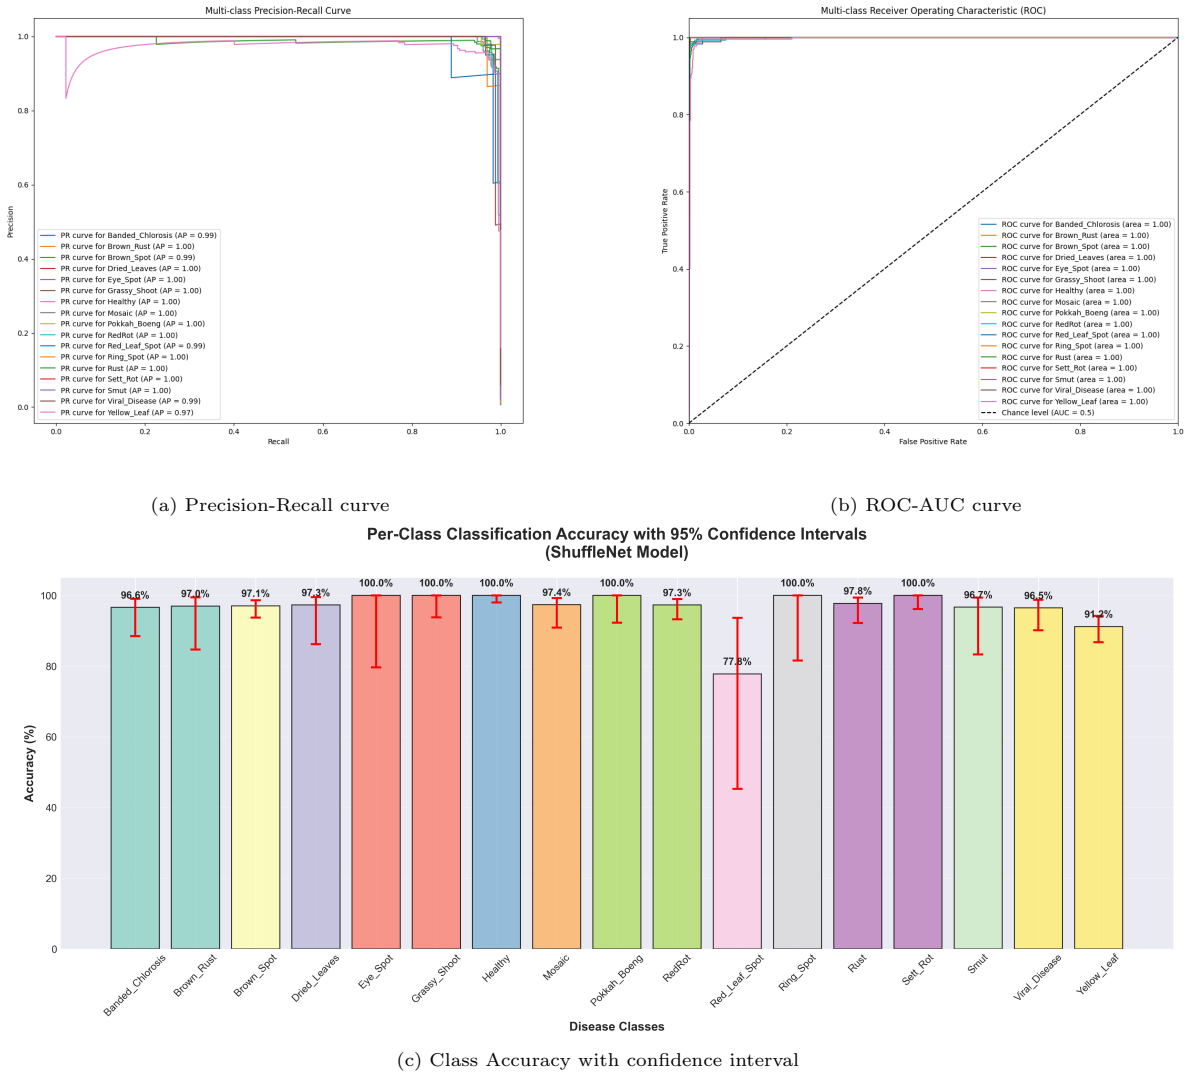 Multi-class Precision-Recall Curve
Precision
1.0
0.8
0.6
0.4
0.2
0.0
PR curve for Banded_Chlorosis (AP = 0.99)
PR curve for Brown_Rust (AP = 1.00)
PR curve for Brown_Spot (AP = 0.99)
PR curve for Dried_Leaves (AP = 1.00)
PR curve for Eye_Spot (AP = 1.00)
PR curve for Grassy_Shoot (AP = 1.00)
PR curve for Healthy (AP = 1.00)
PR curve for Mosaic (AP = 1.00)
PR curve for Pokkah_Boeng (AP = 1.00)
PR curve for RedRot (AP = 1.00)
PR curve for Red_Leaf_Spot (AP = 0.99)
PR curve for Ring_Spot (AP = 1.00)
PR curve for Rust (AP = 1.00)
PR curve for Sett_Rot (AP = 1.00)
PR curve for Smut (AP = 1.00)
PR curve for Viral_Disease (AP = 0.99)
PR curve for Yellow_Leaf (AP = 0.97)
0.0 0.2 0.4 0.6 0.8 1.0
Recall
(a) Precision-Recall curve
Multi-class Receiver Operating Characteristic (ROC)
True Positive Rate
1.0
0.8
0.6
0.4
0.2
0.0
ROC curve for Banded_Chlorosis (area = 1.00)
ROC curve for Brown_Rust (area = 1.00)
ROC curve for Brown_Spot (area = 1.00)
ROC curve for Dried_Leaves (area = 1.00)
ROC curve for Eye_Spot (area = 1.00)
ROC curve for Grassy_Shoot (area = 1.00)
ROC curve for Healthy (area = 1.00)
ROC curve for Mosaic (area = 1.00)
ROC curve for Pokkah_Boeng (area = 1.00)
ROC curve for RedRot (area = 1.00)
ROC curve for Red_Leaf_Spot (area = 1.00)
ROC curve for Ring_Spot (area = 1.00)
ROC curve for Rust (area = 1.00)
ROC curve for Sett_Rot (area = 1.00)
ROC curve for Smut (area = 1.00)
ROC curve for Viral_Disease (area = 1.00)
ROC curve for Yellow_Leaf (area = 1.00)
Chance level (AUC = 0.5)
0.0 0.2 0.4 0.6 0.8 1.0
False Positive Rate
(b) ROC-AUC curve
Per-Class Classification Accuracy with 95% Confidence Intervals
(ShuffleNet Model)
Accuracy (%)
100
80
60
40
20
0
96.6% 97.0% 97.1% 97.3% 100.0% 100.0% 100.0% 97.4% 100.0% 97.3% 77.8% 100.0% 97.8% 100.0% 96.7% 96.5% 91.2%
Banded_Chlorosis Brown_Rust Brown_Spot Dried_Leaves Eye_Spot Grassy_Shoot Healthy Mosaic Pokkah_Boeng RedRot Red_Leaf_Spot Ring_Spot Rust Sett_Rot Smut Viral_Disease Yellow_Leaf
Disease Classes
(c) Class Accuracy with confidence interval